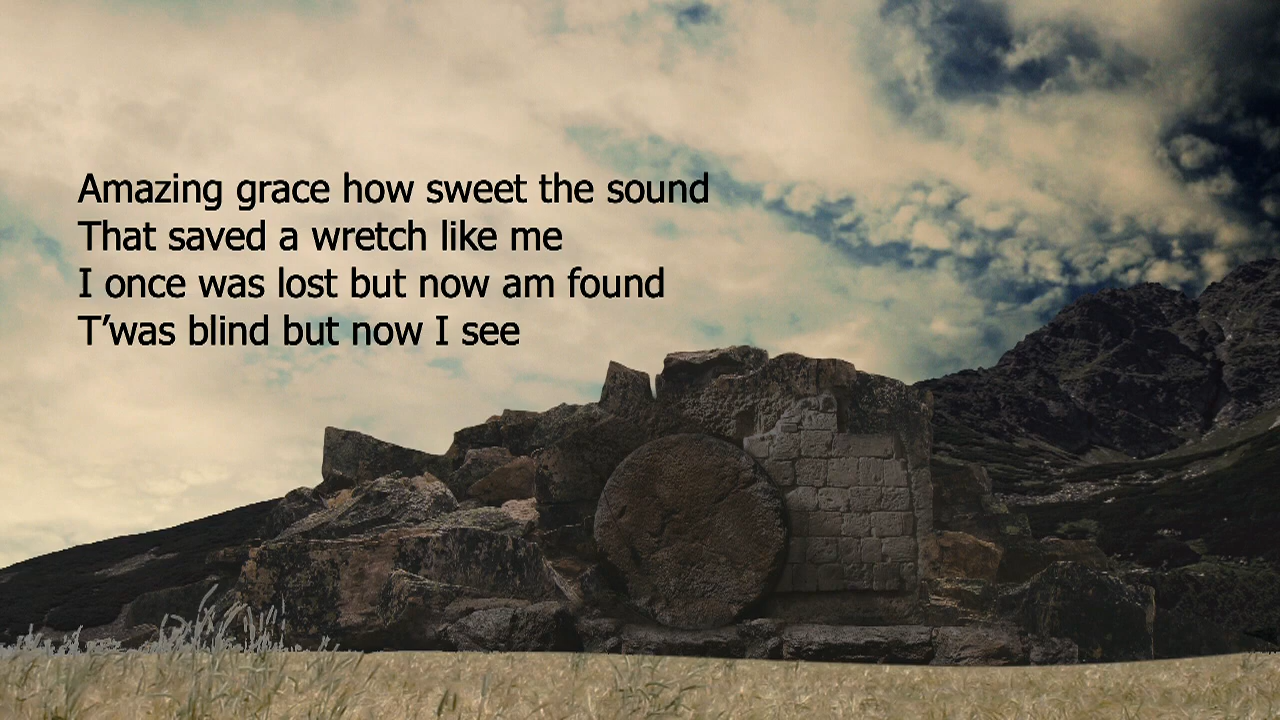 Amazing grace how sweet the sound
That saved a wretch like me
I once was lost but now am found
T’was blind but now I see